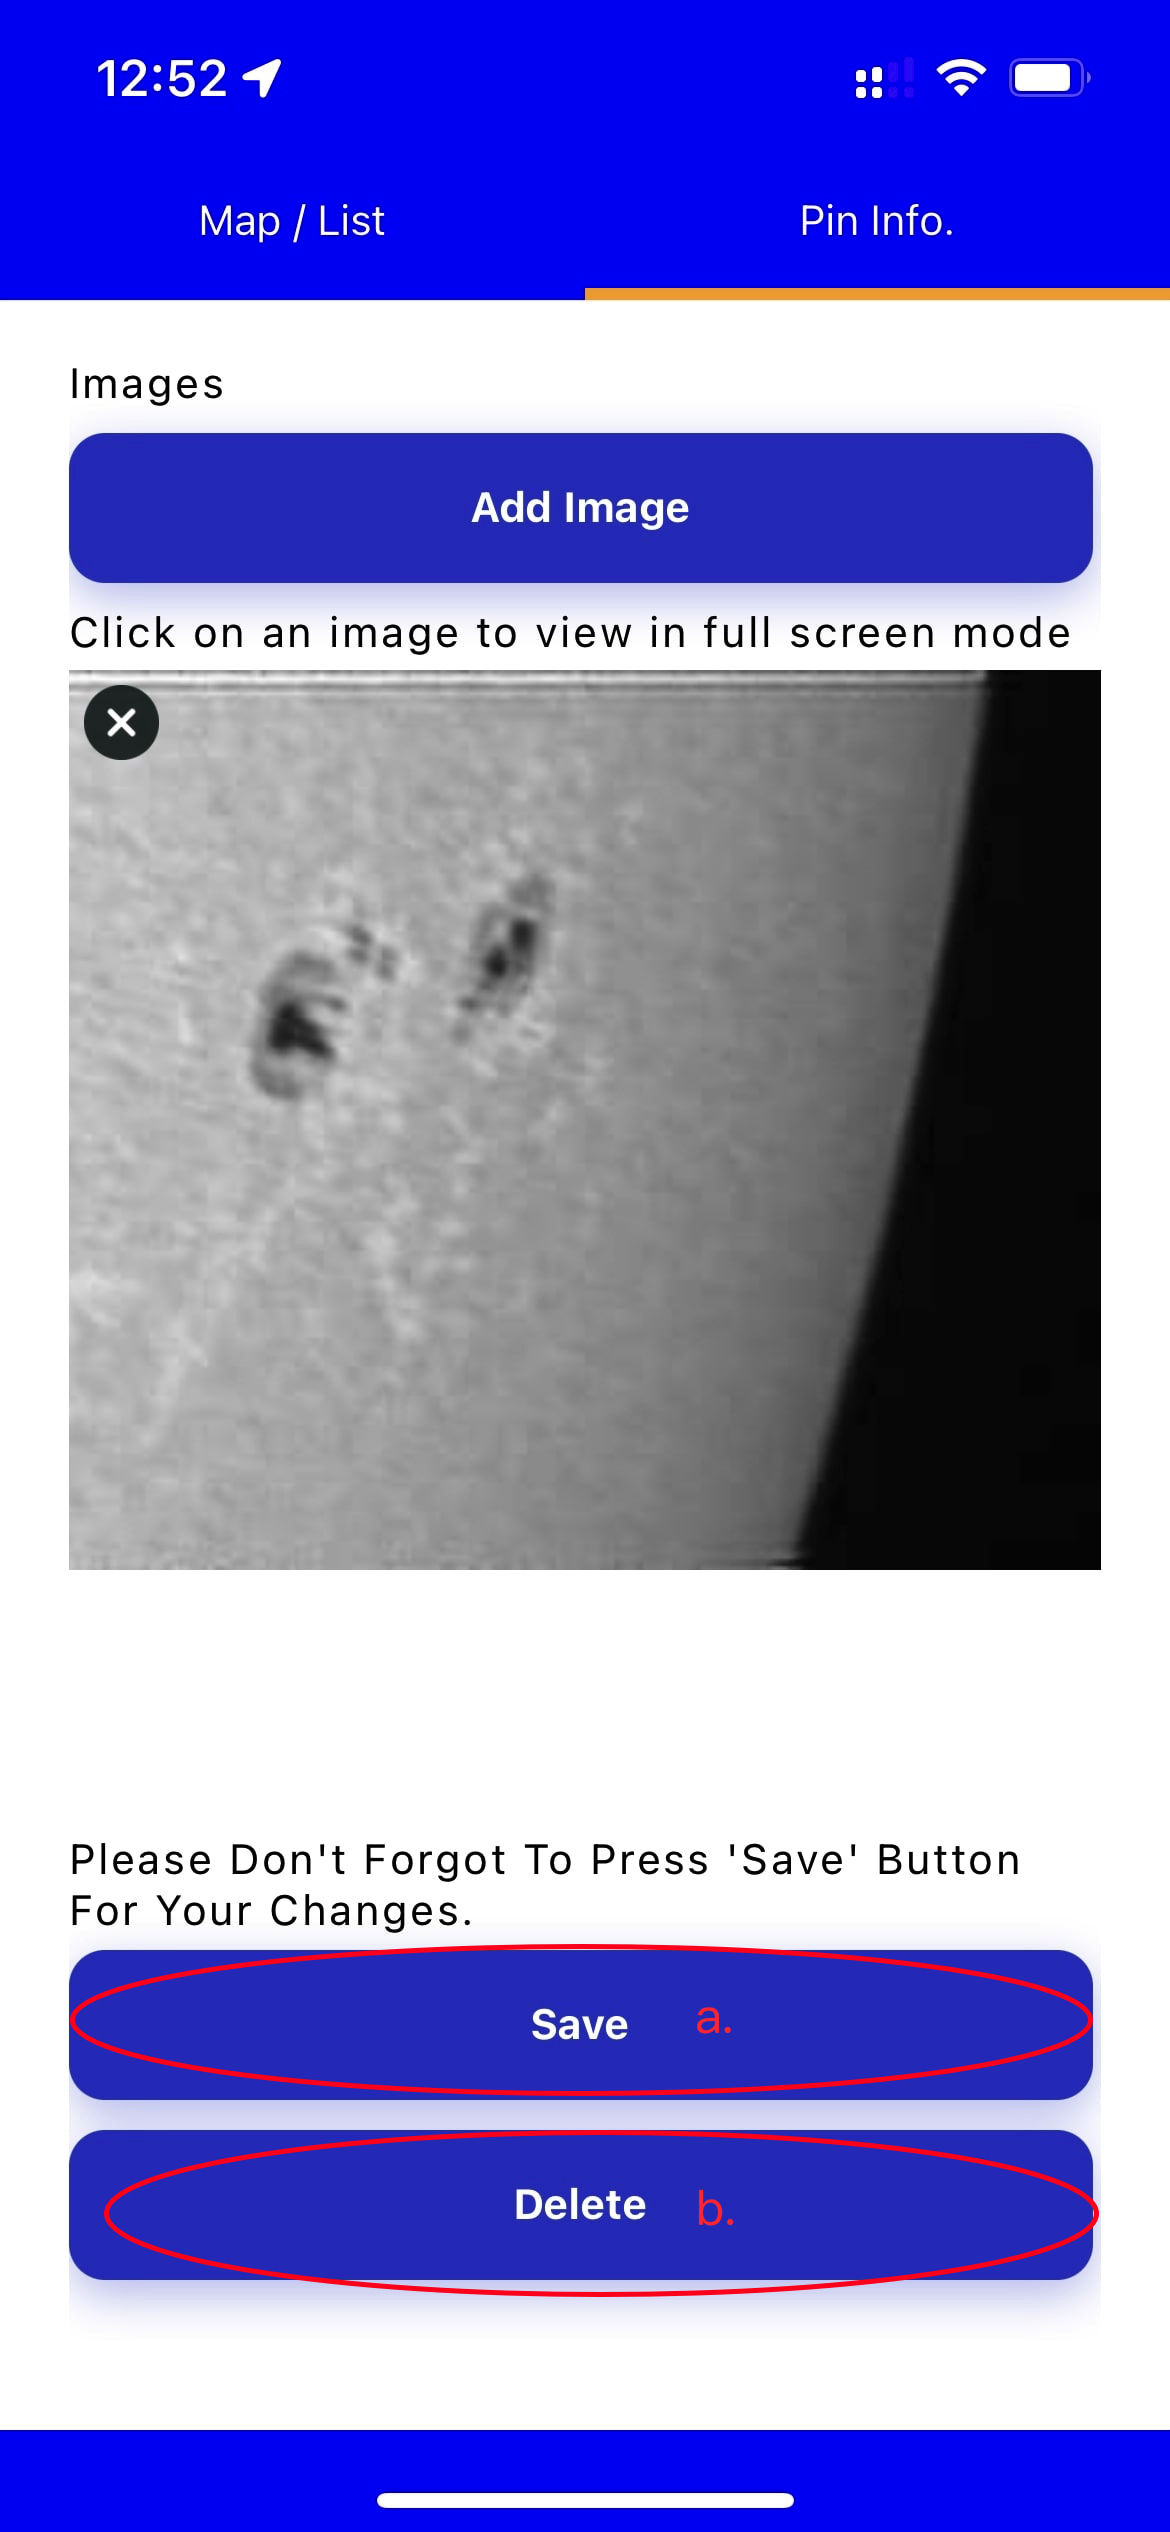 12:52
Map / List
Pin Info.
Images
Add Image
Click on an image to view in full screen mode
Please Don't Forgot To Press 'Save' Button
For Your Changes.
Save a.
Delete b.